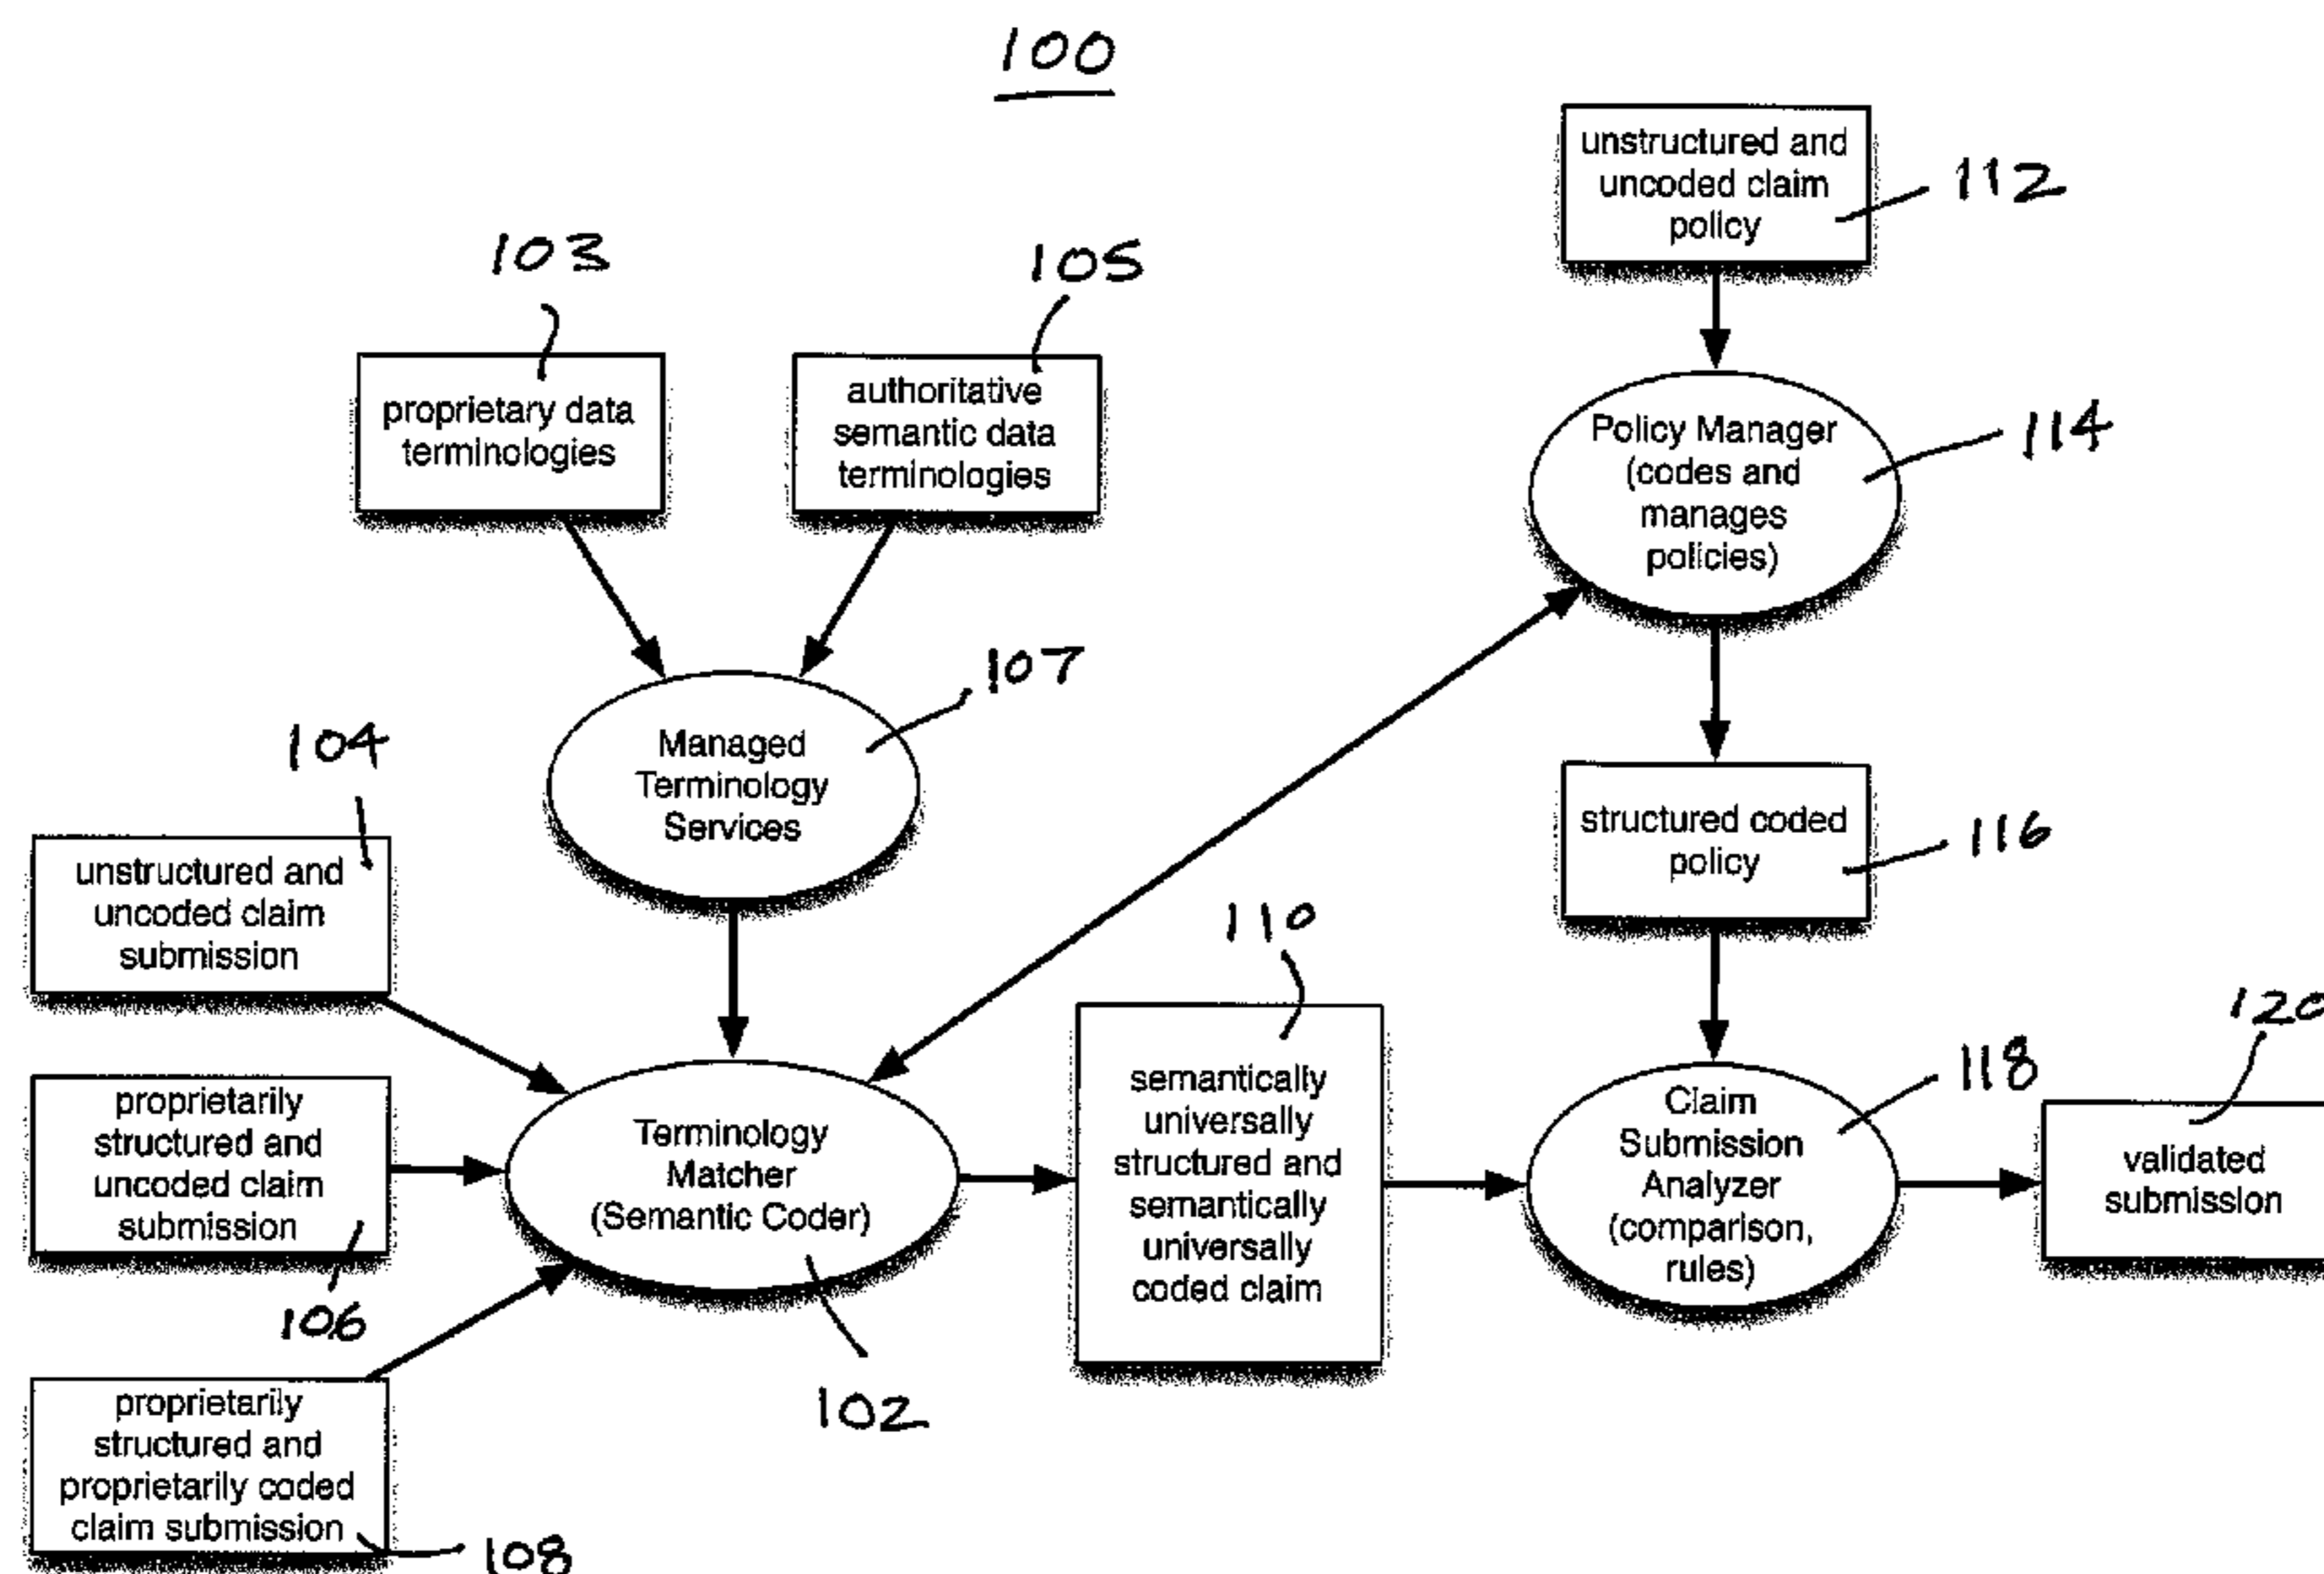 100
unstructured and
uncoded claim
policy
112
103
105
proprietary data
terminologies
authoritative
semantic data
terminologies
Policy Manager
(codes and
manages
policies)
114
107
Managed
Terminology
Services
104
unstructured and
uncoded claim
submission
structured coded
policy
116
110
120
proprietarily
structured and
uncoded claim
submission
106
Terminology
Matcher
(Semantic Coder)
102
semantically
universally
structured and
semantically
universally
coded claim
Claim
Submission
Analyzer
(comparison,
rules)
118
validated
submission
proprietarily
structured and
proprietarily coded
claim submission
108